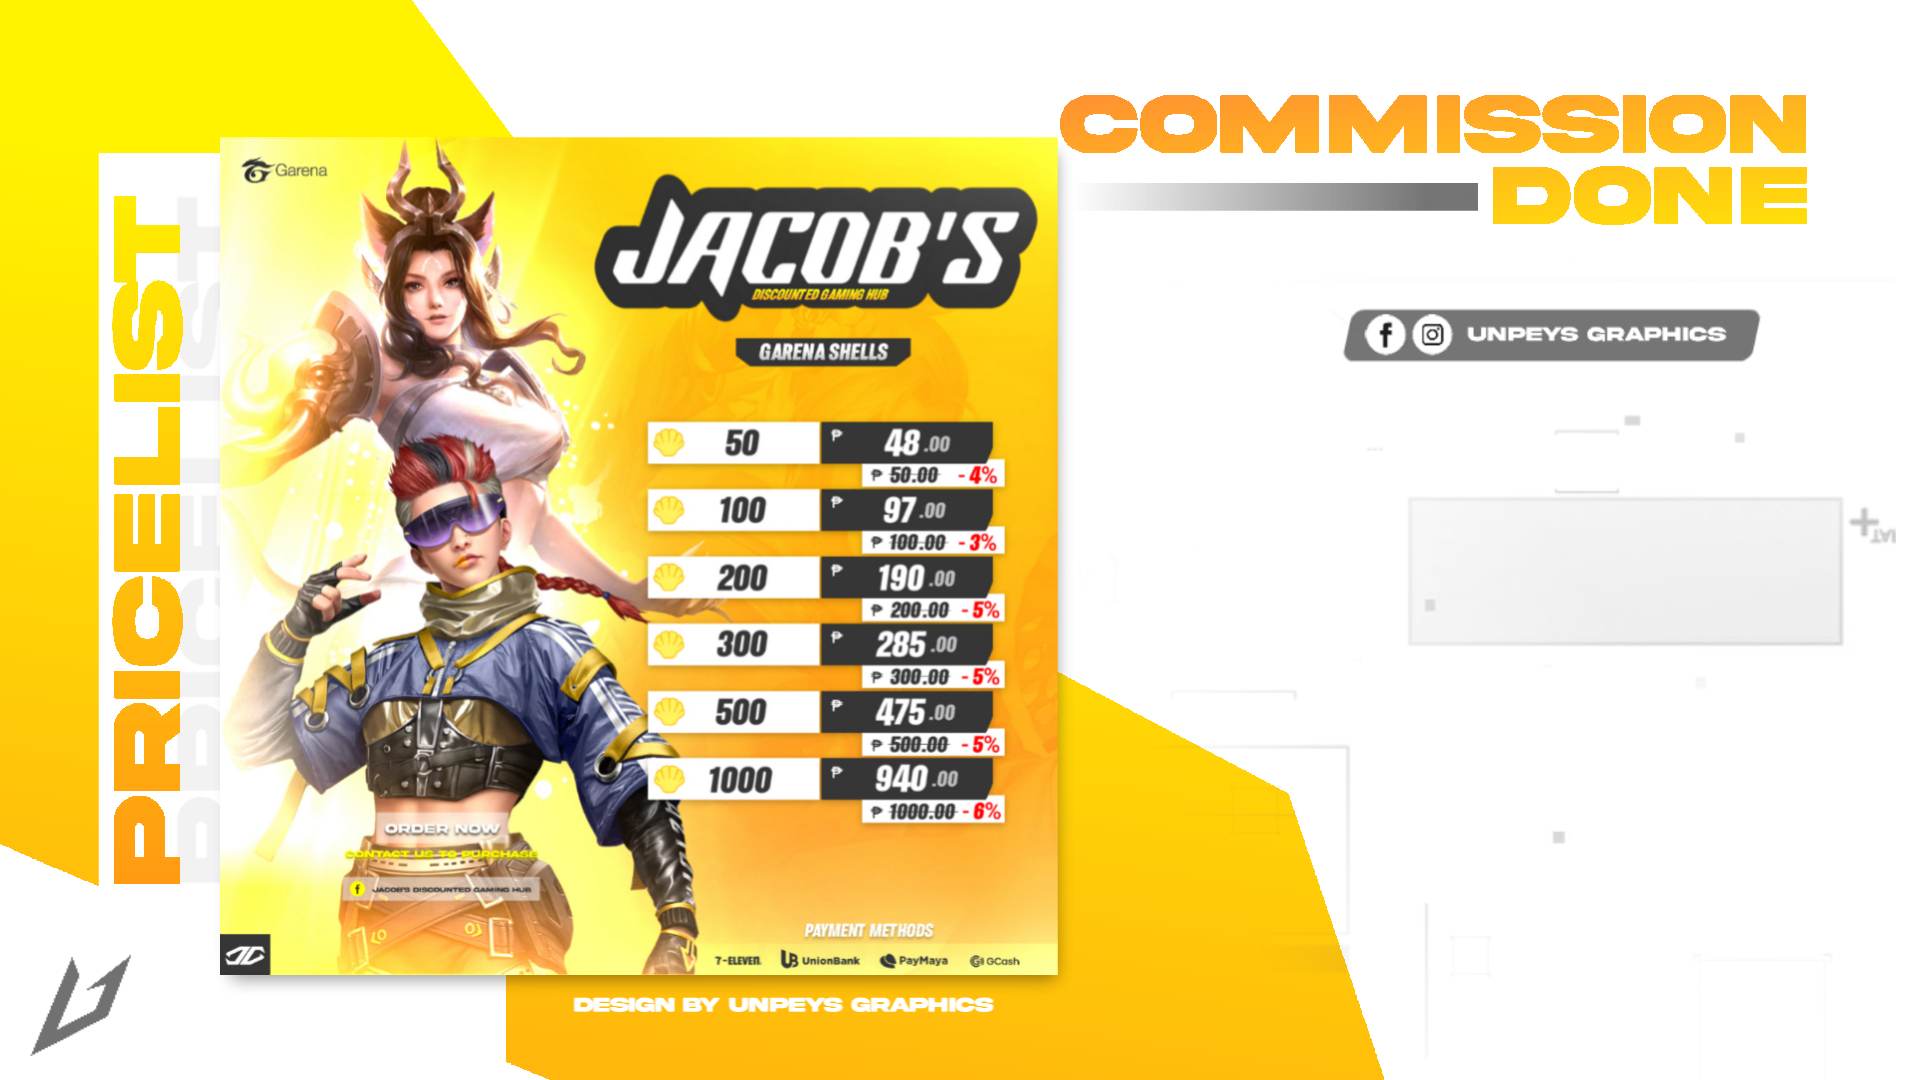 COMMISSION
DONE
UNPEYS GRAPHICS
PRICELIST
PRICELIST
Garena
JACOB'S
DISCOUNTED GAMING HUB
GARENA SHELLS
50 ₱ 48.00
₱ 50.00 - 4%
100 ₱ 97.00
₱ 100.00 - 3%
200 ₱ 190.00
₱ 200.00 - 5%
300 ₱ 285.00
₱ 300.00 - 5%
500 ₱ 475.00
₱ 500.00 - 5%
1000 ₱ 940.00
₱ 1000.00 - 6%
ORDER NOW
CONTACT US TO PURCHASE
JACOB'S DISCOUNTED GAMING HUB
PAYMENT METHODS
7-ELEVEN. UnionBank PayMaya GCash
DESIGN BY UNPEYS GRAPHICS